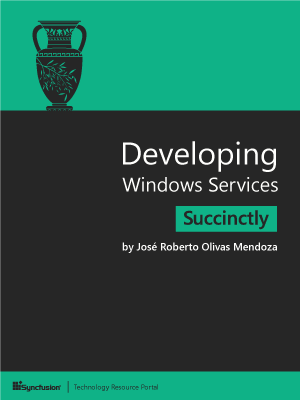 Developing
Windows Services
Succinctly
by José Roberto Olivas Mendoza
Syncfusion® | Technology Resource Portal